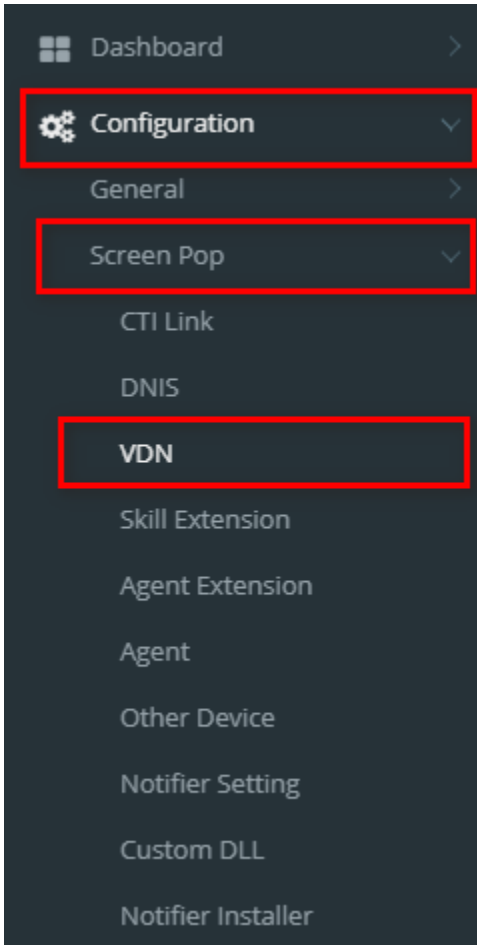 Dashboard
Configuration
General
Screen Pop
CTI Link
DNIS
VDN
Skill Extension
Agent Extension
Agent
Other Device
Notifier Setting
Custom DLL
Notifier Installer